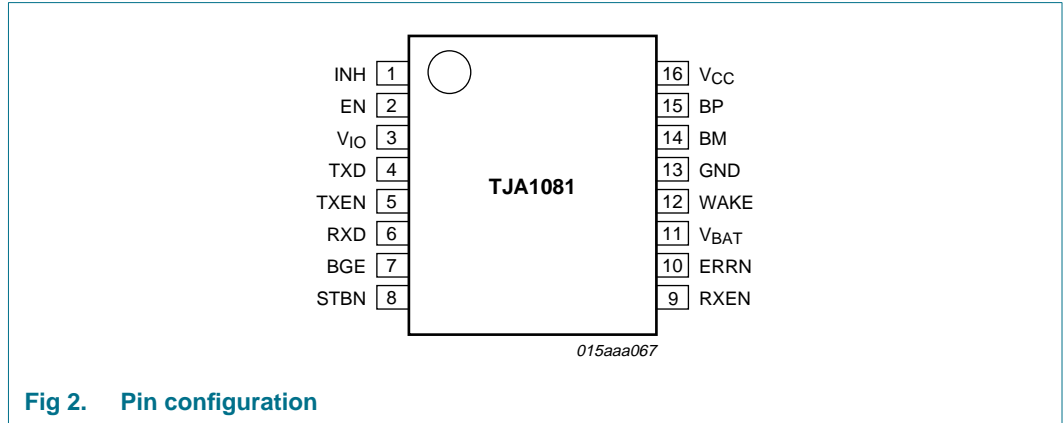 INH 1 16 VCC
EN 2 15 BP
VIO 3 14 BM
TXD 4 13 GND
TJA1081
TXEN 5 12 WAKE
RXD 6 11 VBAT
BGE 7 10 ERRN
STBN 8 9 RXEN
015aaa067
Fig 2. Pin configuration